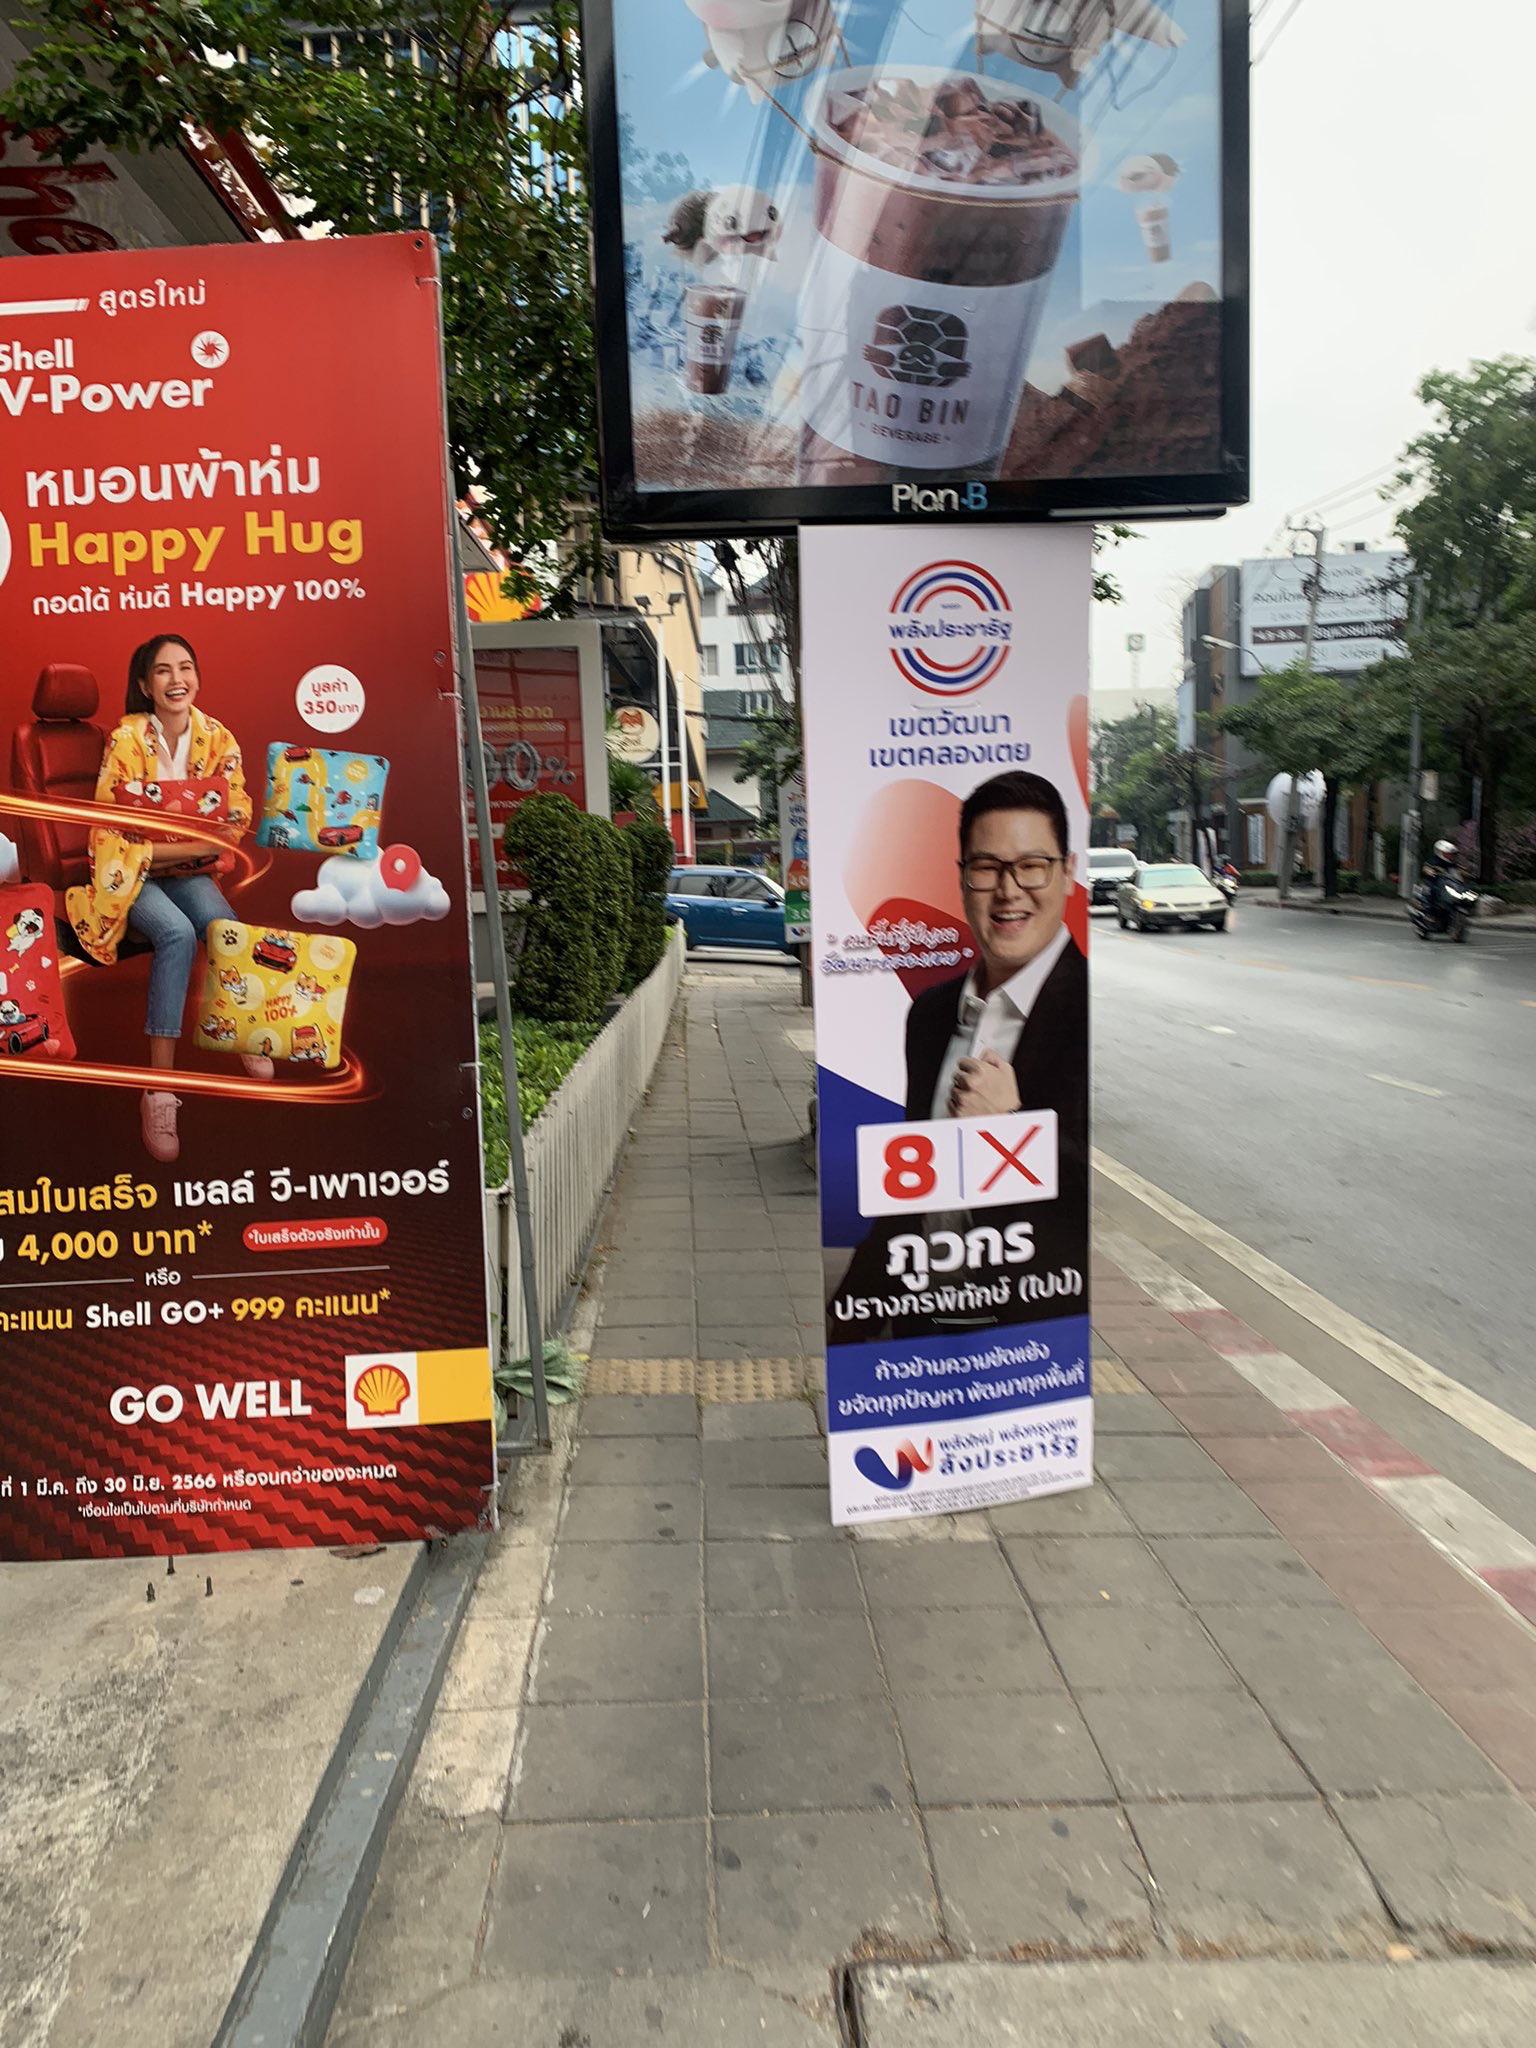 สูตรใหม่
Shell
V-Power
หมอนผ้าห่ม
Happy Hug
กอดได้ ห่มดี Happy 100%
มูลค่า
350บาท
HAPPY
100%
สมใบเสร็จ เชลล์ วี-เพาเวอร์
4,000 บาท*
*ใบเสร็จตัวจริงเท่านั้น
หรือ
คะแนน Shell GO+ 999 คะแนน*
GO WELL
ที่ 1 มี.ค. ถึง 30 มิ.ย. 2566 หรือจนกว่าของจะหมด
*เงื่อนไขเป็นไปตามที่บริษัทกำหนด
TAO BIN
BEVERAGE
Plan B
พลังประชารัฐ
เขตวัฒนา
เขตคลองเตย
8 X
ภูวกร
ปรางภรพิทักษ์ (ไปป์)
ก้าวข้ามความขัดแย้ง
ขจัดทุกปัญหา พัฒนาทุกพื้นที่
พลังใหม่ พลังกรุงเทพ
ลังประชารัฐ